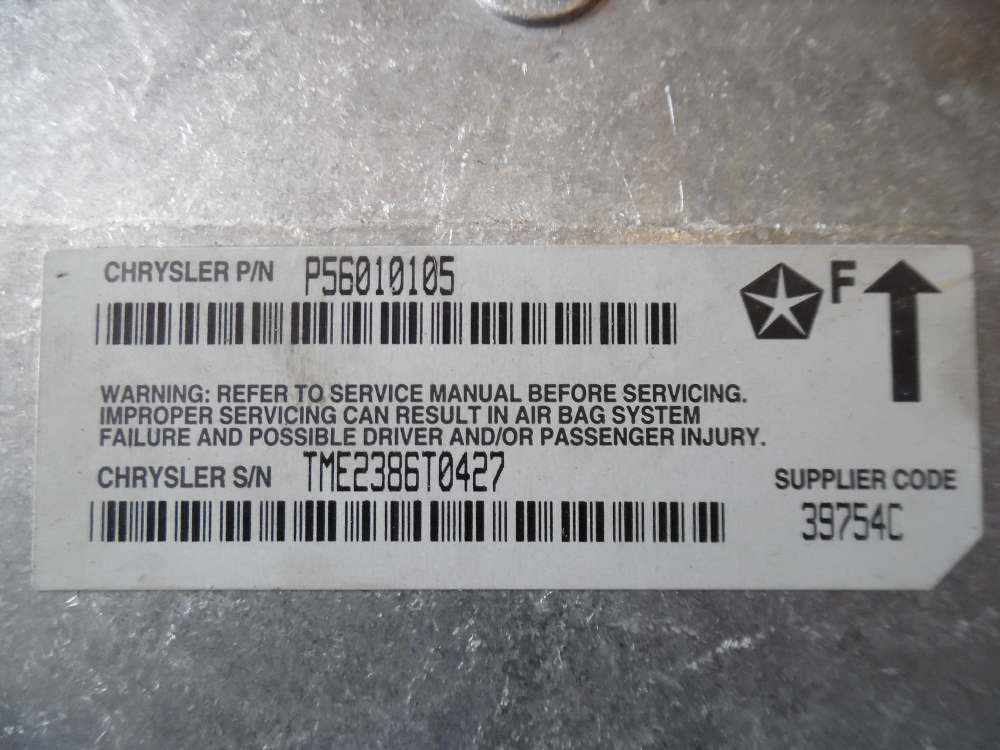 CHRYSLER P/N P56010105
F
WARNING: REFER TO SERVICE MANUAL BEFORE SERVICING.
IMPROPER SERVICING CAN RESULT IN AIR BAG SYSTEM
FAILURE AND POSSIBLE DRIVER AND/OR PASSENGER INJURY.
CHRYSLER S/N TME2386T0427
SUPPLIER CODE
39754C